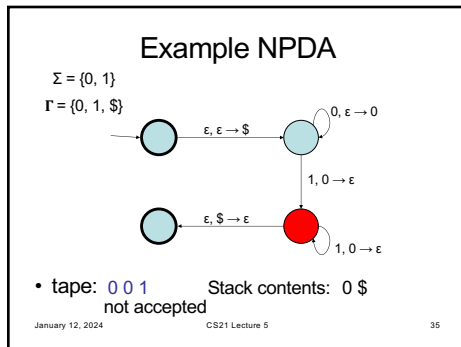 Example NPDA
Σ = {0, 1}
Γ = {0, 1, $}
0, ε → 0
ε, ε → $
1, 0 → ε
ε, $ → ε
1, 0 → ε
• tape: 0 0 1 Stack contents: 0 $
not accepted
January 12, 2024 CS21 Lecture 5 35